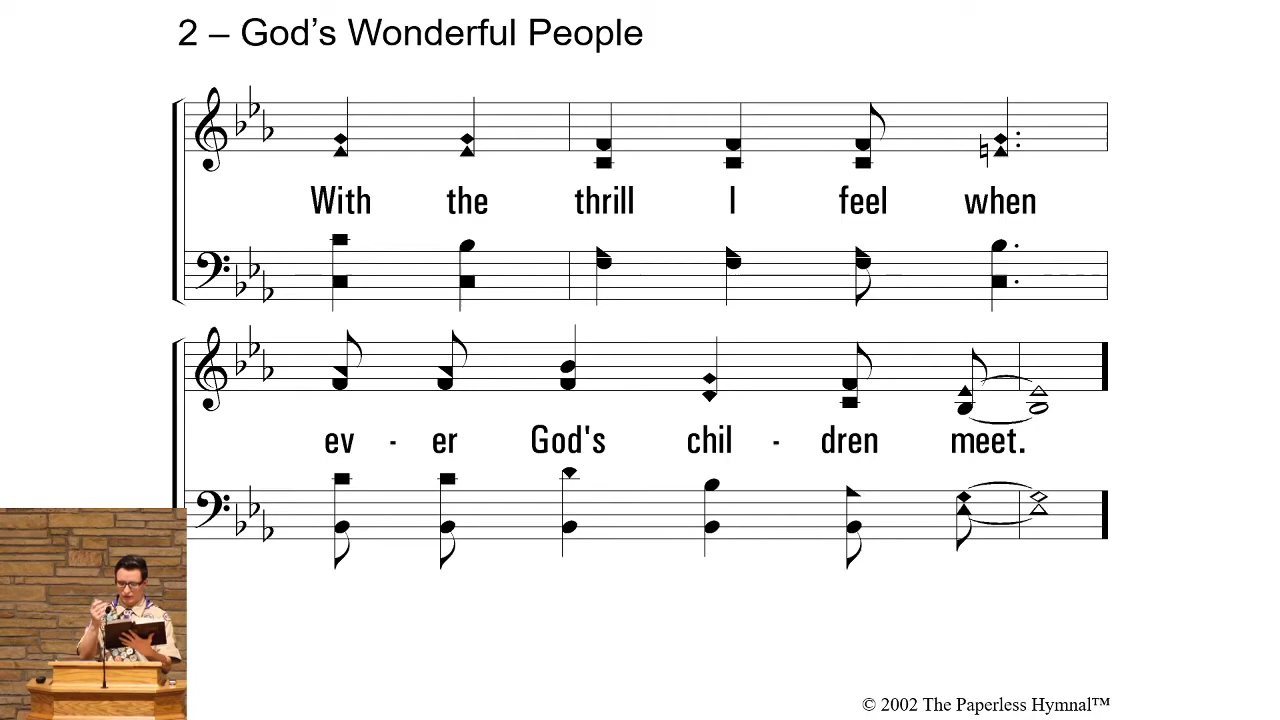 2 – God’s Wonderful People
With the thrill I feel when
ev - er God's chil - dren meet.
© 2002 The Paperless Hymnal™